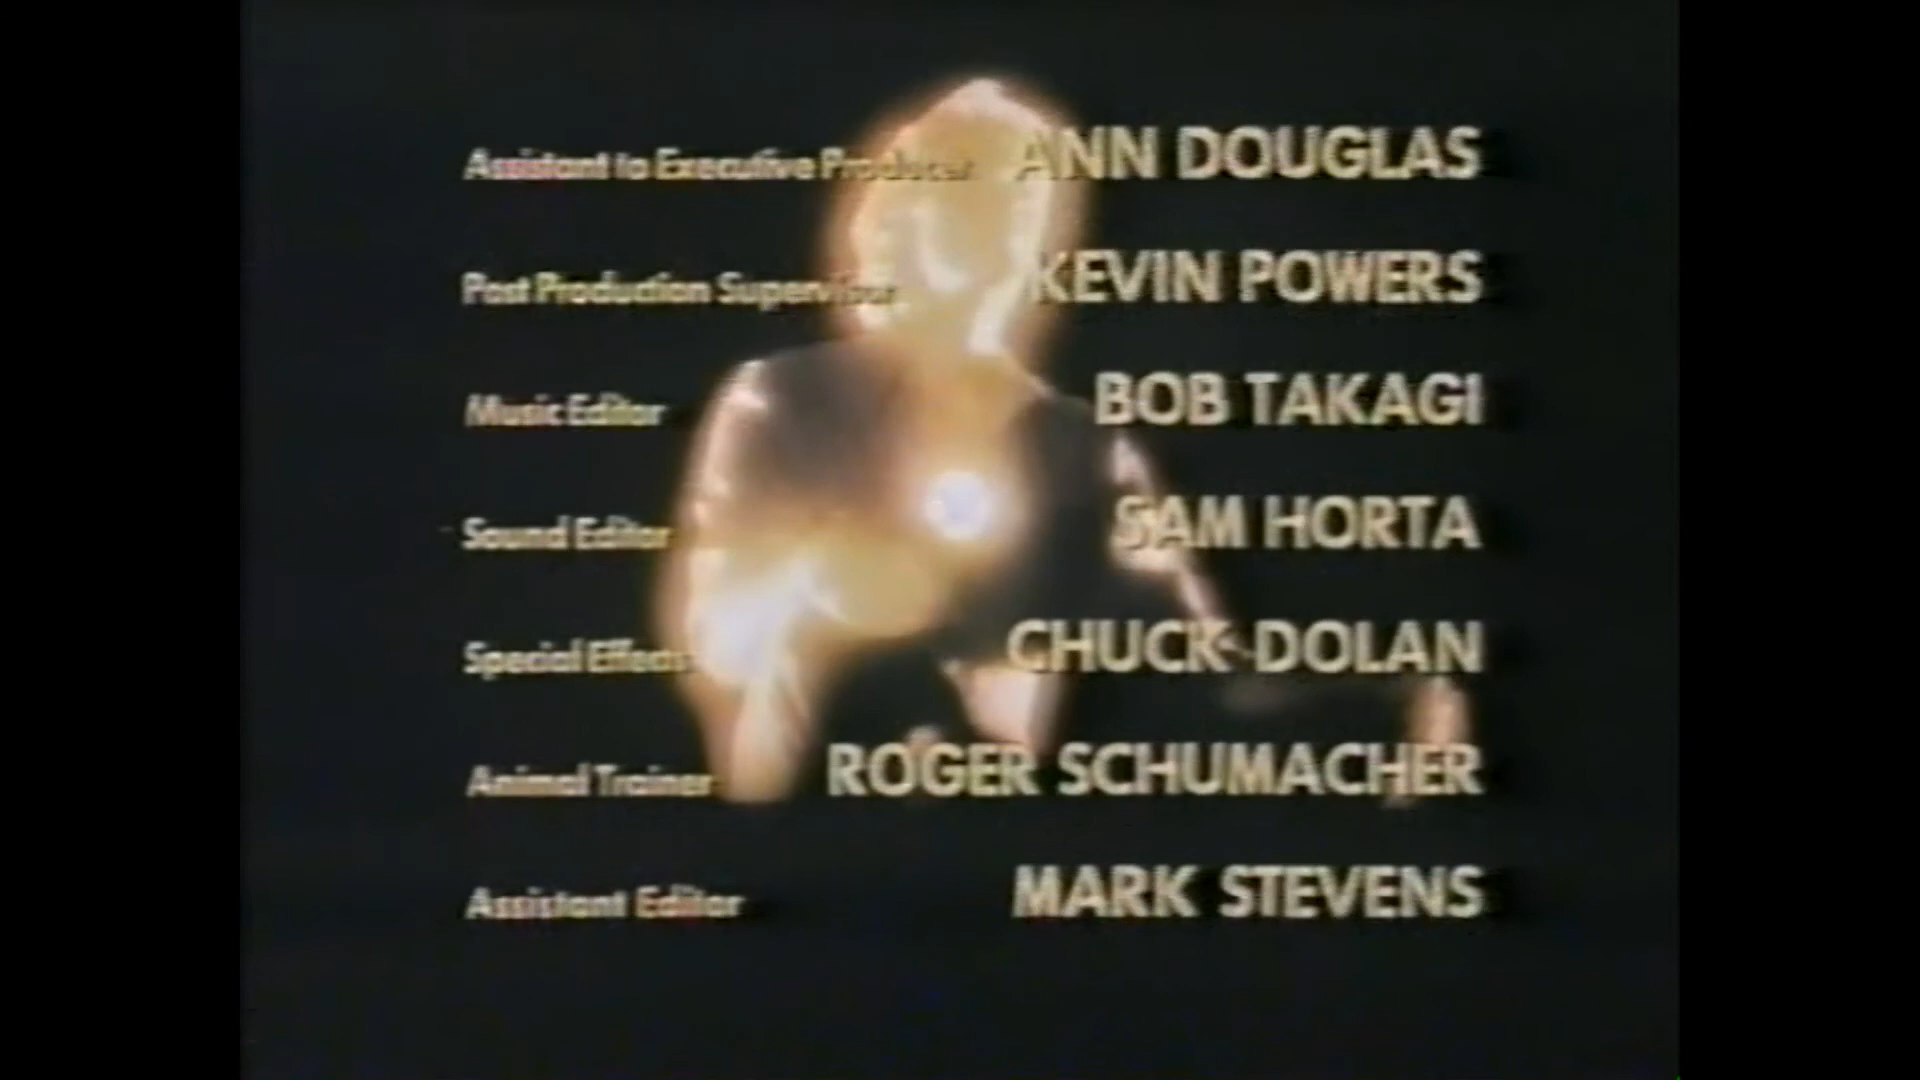 Assistant to Executive Producer ANN DOUGLAS
Post Production Supervisor KEVIN POWERS
Music Editor BOB TAKAGI
Sound Editor SAM HORTA
Special Effects CHUCK DOLAN
Animal Trainer ROGER SCHUMACHER
Assistant Editor MARK STEVENS